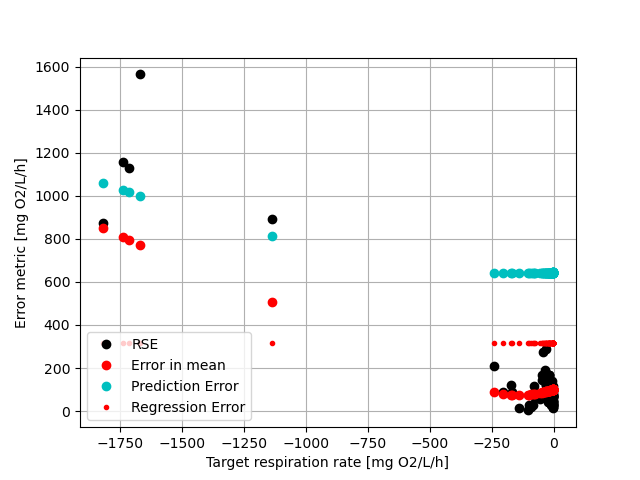 1600
1400
1200
1000
800
600
400
200
0
Error metric [mg O2/L/h]
RSE
Error in mean
Prediction Error
Regression Error
−1750 −1500 −1250 −1000 −750 −500 −250 0
Target respiration rate [mg O2/L/h]